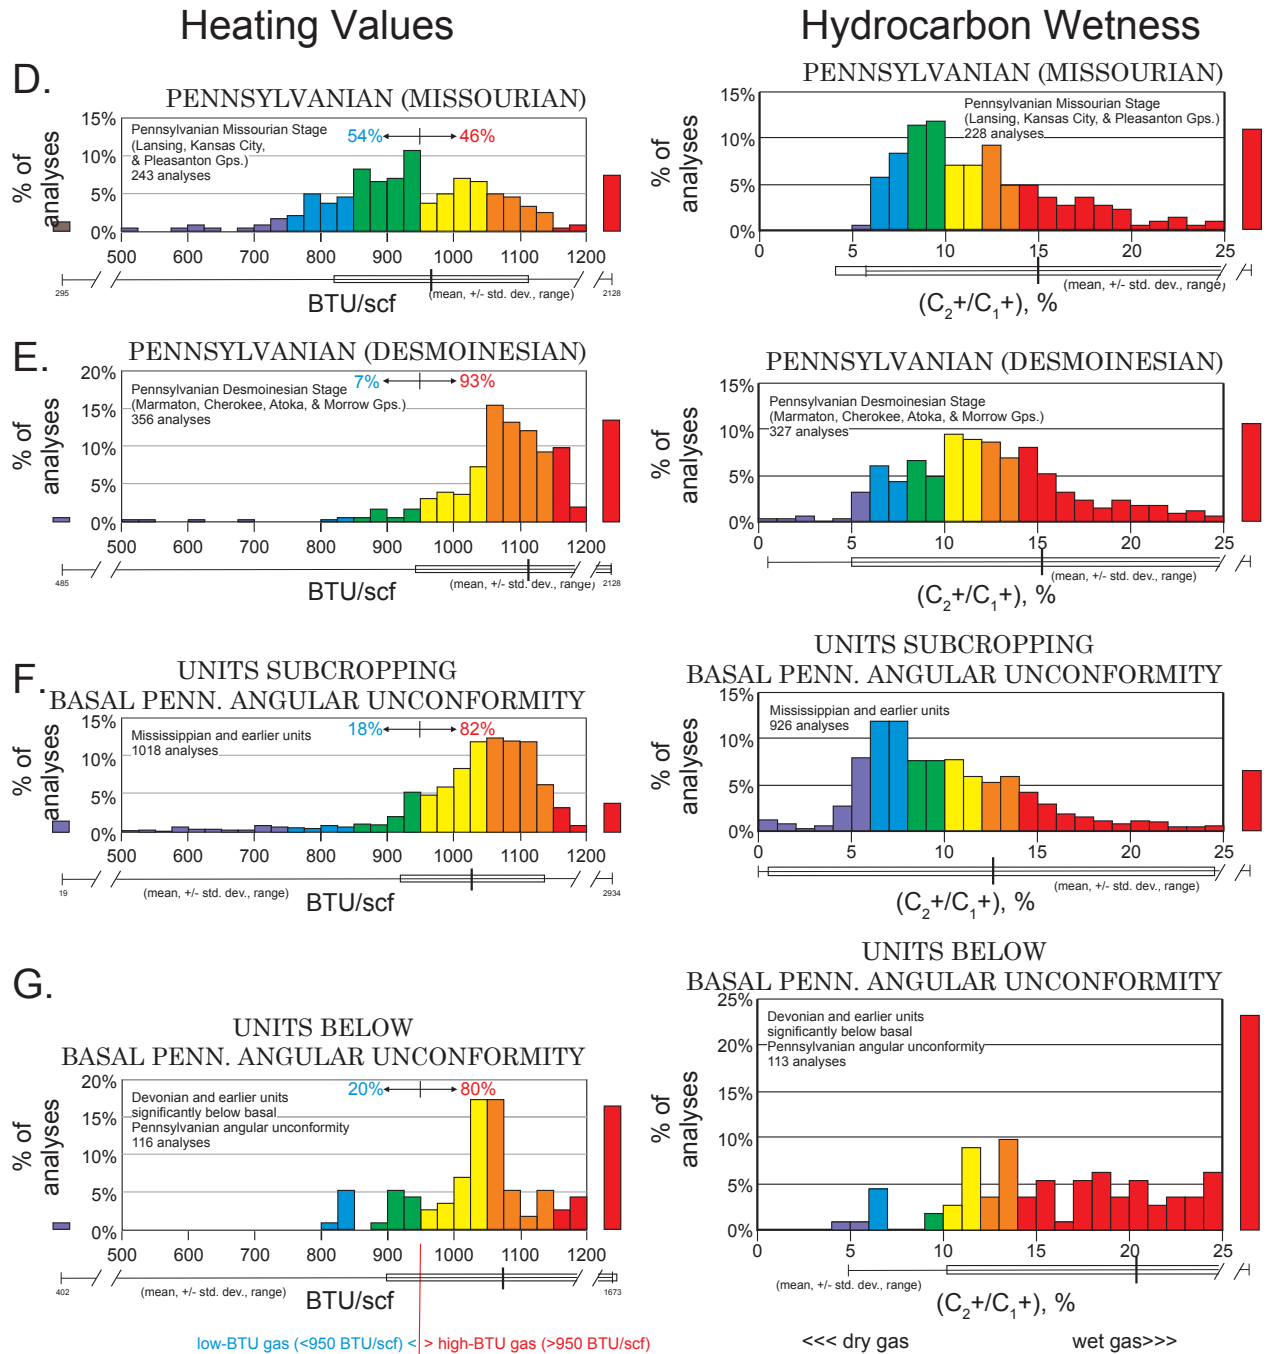 Heating Values
Hydrocarbon Wetness
D.
PENNSYLVANIAN (MISSOURIAN)
% of
analyses
15%
10%
5%
0%
Pennsylvanian Missourian Stage
(Lansing, Kansas City,
& Pleasanton Gps.)
243 analyses
54%
46%
500 600 700 800 900 1000 1100 1200
295
(mean, +/- std. dev., range)
2128
BTU/scf
PENNSYLVANIAN (MISSOURIAN)
% of
analyses
15%
10%
5%
0%
Pennsylvanian Missourian Stage
(Lansing, Kansas City, & Pleasanton Gps.)
228 analyses
0 5 10 15 20 25
(mean, +/- std. dev., range)
(C2+/C1+), %
E.
PENNSYLVANIAN (DESMOINESIAN)
% of
analyses
20%
15%
10%
5%
0%
Pennsylvanian Desmoinesian Stage
(Marmaton, Cherokee, Atoka, & Morrow Gps.)
356 analyses
7%
93%
500 600 700 800 900 1000 1100 1200
485
(mean, +/- std. dev., range)
2128
BTU/scf
PENNSYLVANIAN (DESMOINESIAN)
% of
analyses
15%
10%
5%
0%
Pennsylvanian Desmoinesian Stage
(Marmaton, Cherokee, Atoka, & Morrow Gps.)
327 analyses
0 5 10 15 20 25
(mean, +/- std. dev., range)
(C2+/C1+), %
F.
UNITS SUBCROPPING
BASAL PENN. ANGULAR UNCONFORMITY
% of
analyses
15%
10%
5%
0%
Mississippian and earlier units
1018 analyses
18%
82%
500 600 700 800 900 1000 1100 1200
19
(mean, +/- std. dev., range)
2934
BTU/scf
UNITS SUBCROPPING
BASAL PENN. ANGULAR UNCONFORMITY
% of
analyses
15%
10%
5%
0%
Mississippian and earlier units
926 analyses
0 5 10 15 20 25
(mean, +/- std. dev., range)
(C2+/C1+), %
G.
UNITS BELOW
BASAL PENN. ANGULAR UNCONFORMITY
% of
analyses
20%
15%
10%
5%
0%
Devonian and earlier units
significantly below basal
Pennsylvanian angular unconformity
116 analyses
20%
80%
500 600 700 800 900 1000 1100 1200
402
(mean, +/- std. dev., range)
1673
BTU/scf
low-BTU gas (<950 BTU/scf) < > high-BTU gas (>950 BTU/scf)
UNITS BELOW
BASAL PENN. ANGULAR UNCONFORMITY
% of
analyses
25%
20%
15%
10%
5%
0%
Devonian and earlier units
significantly below basal
Pennsylvanian angular unconformity
113 analyses
0 5 10 15 20 25
(mean, +/- std. dev., range)
(C2+/C1+), %
<<< dry gas
wet gas>>>